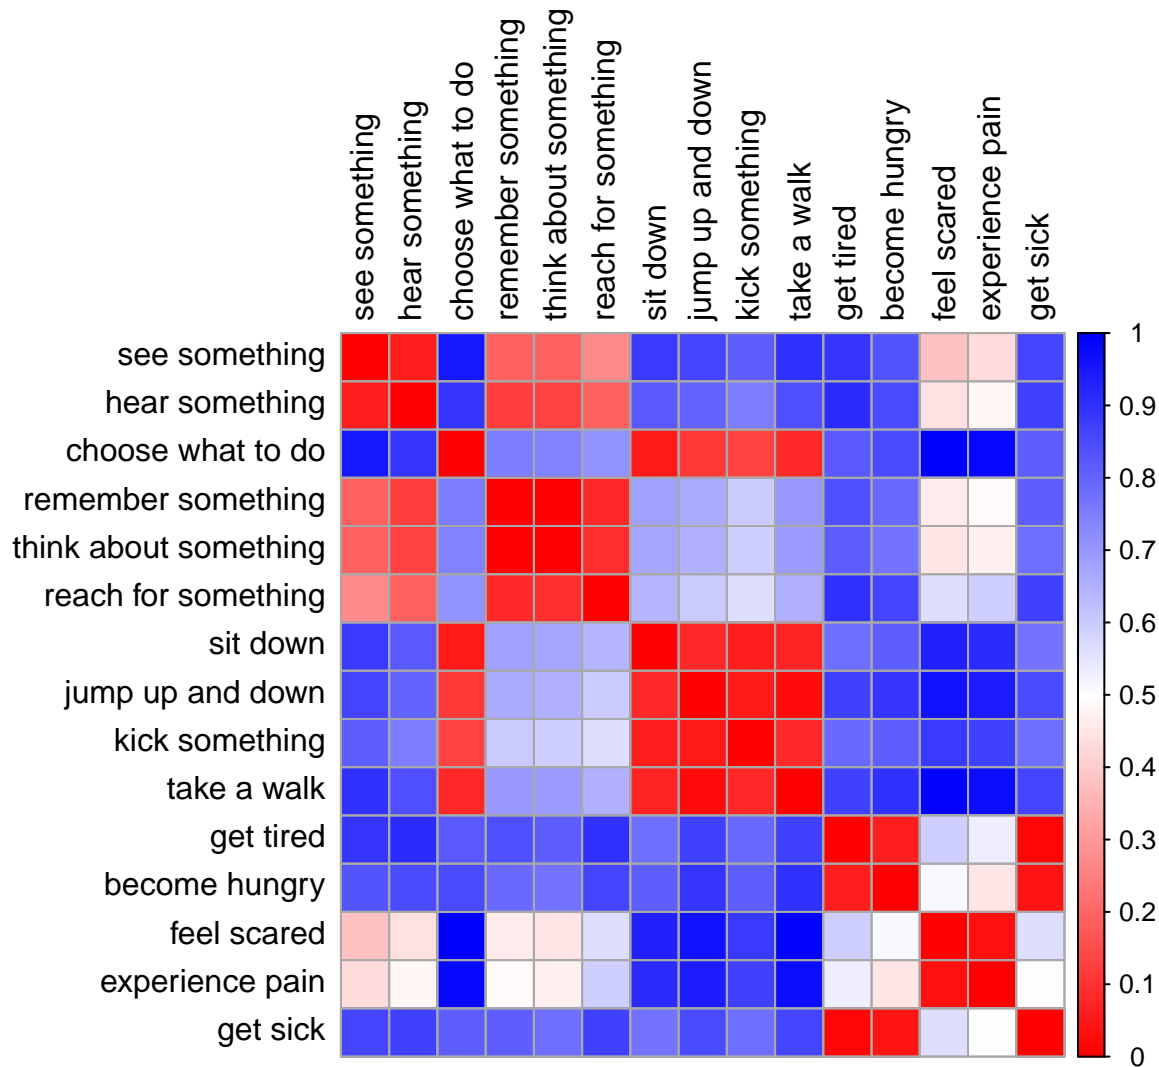 see something
hear something
choose what to do
remember something
think about something
reach for something
sit down
jump up and down
kick something
take a walk
get tired
become hungry
feel scared
experience pain
get sick
see something
hear something
choose what to do
remember something
think about something
reach for something
sit down
jump up and down
kick something
take a walk
get tired
become hungry
feel scared
experience pain
get sick
1
0.9
0.8
0.7
0.6
0.5
0.4
0.3
0.2
0.1
0